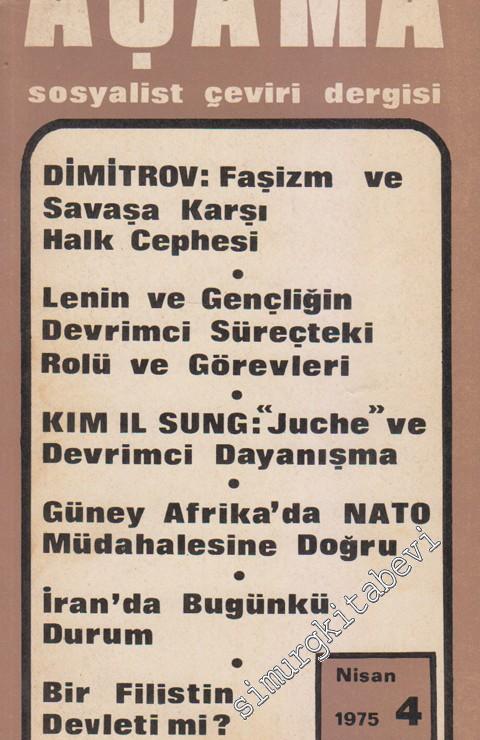 AŞAMA
sosyalist çeviri dergisi
DİMİTROV: Faşizm ve
Savaşa Karşı
Halk Cephesi
•
Lenin ve Gençliğin
Devrimci Süreçteki
Rolü ve Görevleri
•
KIM IL SUNG: “Juche” ve
Devrimci Dayanışma
•
Güney Afrika'da NATO
Müdahalesine Doğru
•
İran'da Bugünkü
Durum
•
Bir Filistin
Devleti mi?
Nisan
1975 4
simurgkitabevi